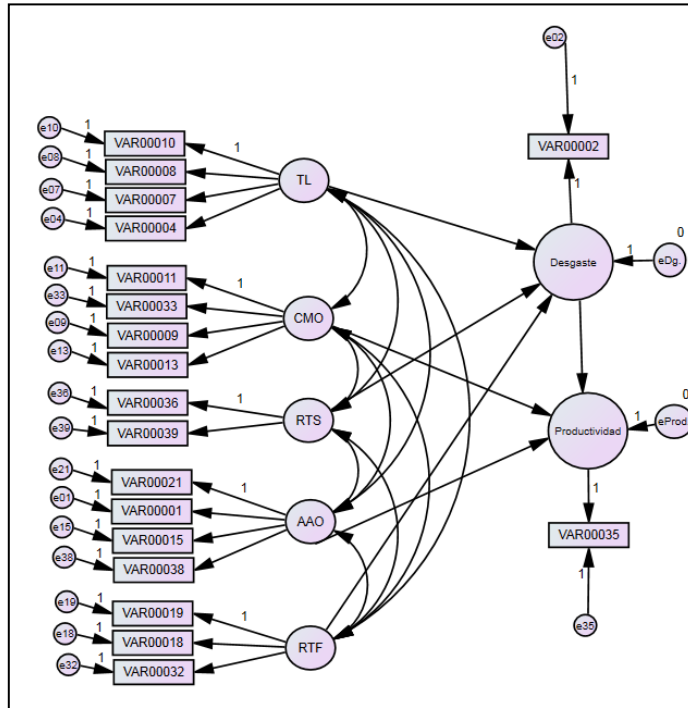 e02
1
VAR00002
1
0
Desgaste
1
eDg.
0
Productividad
1
eProd.
1
VAR00035
1
e35
e10
1
VAR00010
1
e08
1
VAR00008
e07
1
VAR00007
e04
1
VAR00004
TL
e11
1
VAR00011
1
e33
1
VAR00033
e09
1
VAR00009
e13
1
VAR00013
CMO
e36
1
VAR00036
1
e39
1
VAR00039
RTS
e21
1
VAR00021
1
e01
1
VAR00001
e15
1
VAR00015
e38
1
VAR00038
AAO
e19
1
VAR00019
1
e18
1
VAR00018
e32
1
VAR00032
RTF